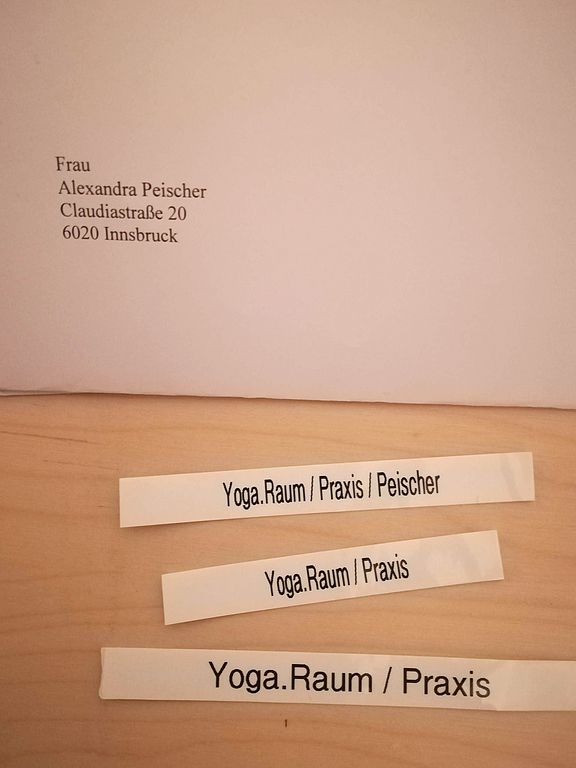 Frau
Alexandra Peischer
Claudiastraße 20
6020 Innsbruck
Yoga.Raum / Praxis / Peischer
Yoga.Raum / Praxis
Yoga.Raum / Praxis